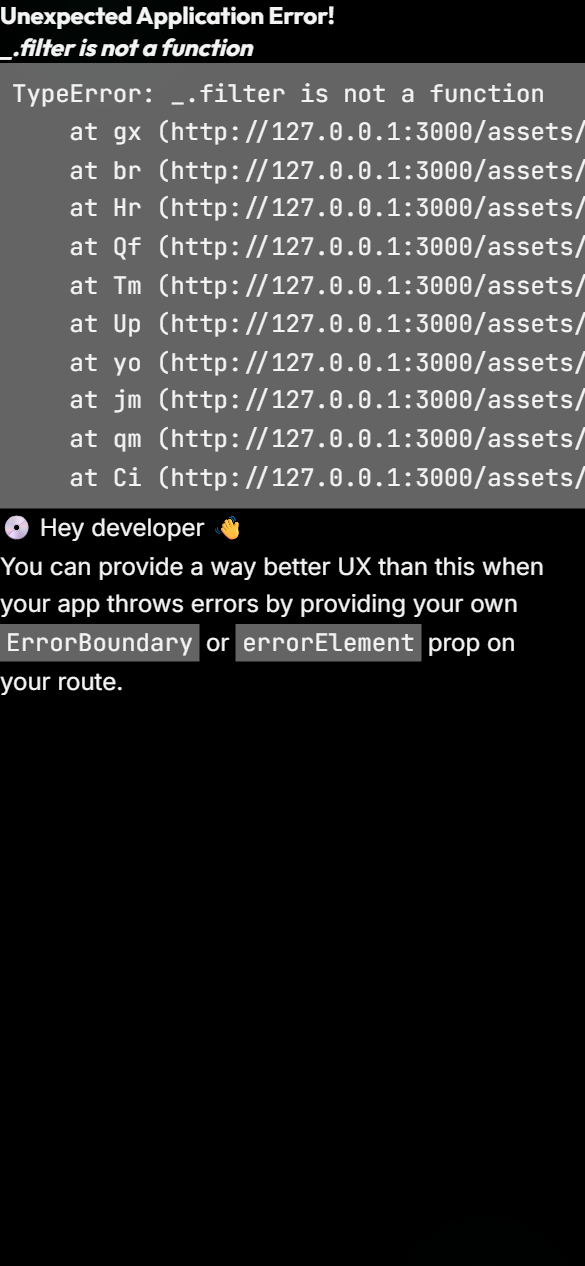 Unexpected Application Error!
_.filter is not a function
TypeError: _.filter is not a function
at gx (http://127.0.0.1:3000/assets/
at br (http://127.0.0.1:3000/assets/
at Hr (http://127.0.0.1:3000/assets/
at Qf (http://127.0.0.1:3000/assets/
at Tm (http://127.0.0.1:3000/assets/
at Up (http://127.0.0.1:3000/assets/
at yo (http://127.0.0.1:3000/assets/
at jm (http://127.0.0.1:3000/assets/
at qm (http://127.0.0.1:3000/assets/
at Ci (http://127.0.0.1:3000/assets/
💿 Hey developer 👋
You can provide a way better UX than this when
your app throws errors by providing your own
ErrorBoundary or errorElement prop on
your route.